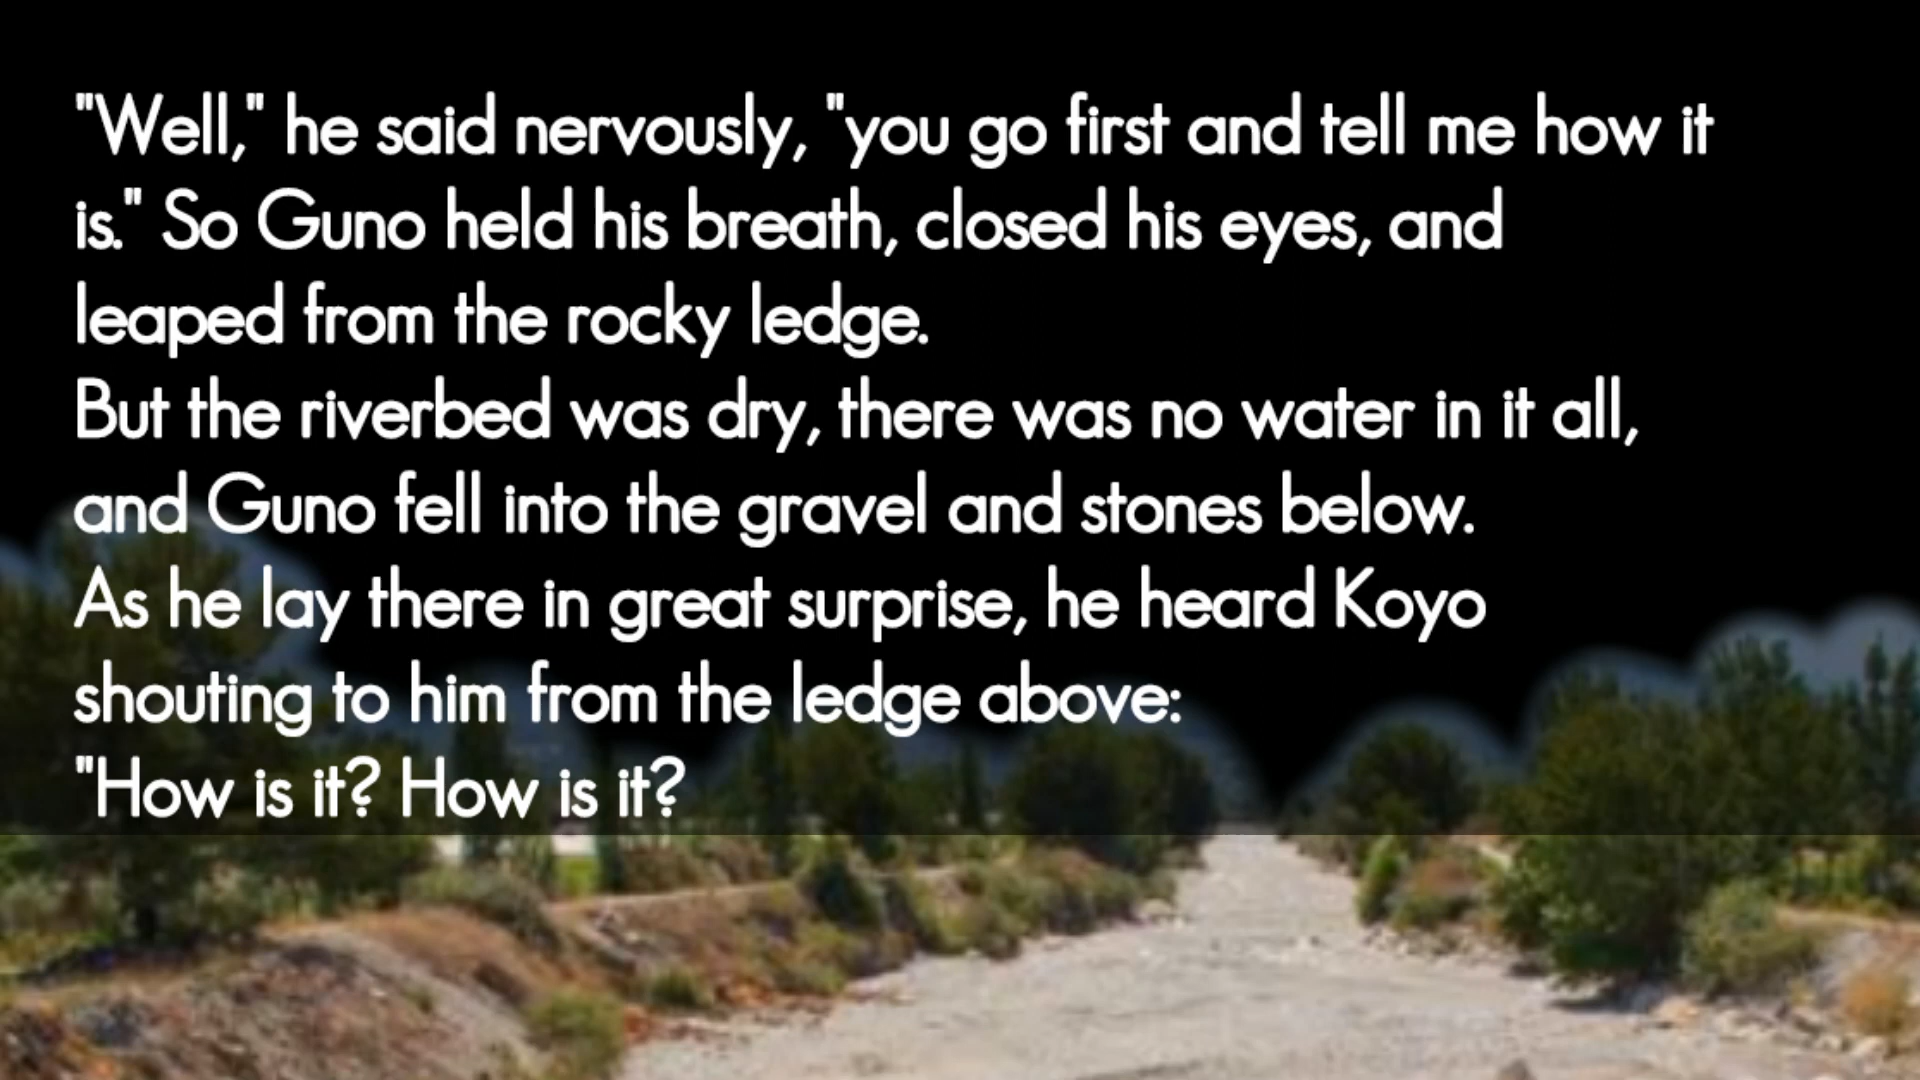 "Well," he said nervously, "you go first and tell me how it
is." So Guno held his breath, closed his eyes, and
leaped from the rocky ledge.
But the riverbed was dry, there was no water in it all,
and Guno fell into the gravel and stones below.
As he lay there in great surprise, he heard Koyo
shouting to him from the ledge above:
"How is it? How is it?